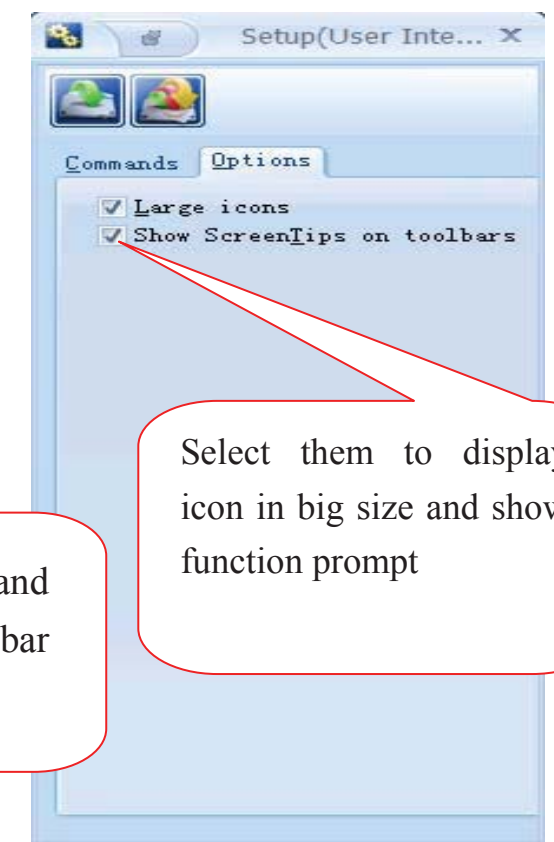 Setup(User Inte...
Commands Options
Large icons
Show ScreenTips on toolbars
Select them to display
icon in big size and show
function prompt
and
bar